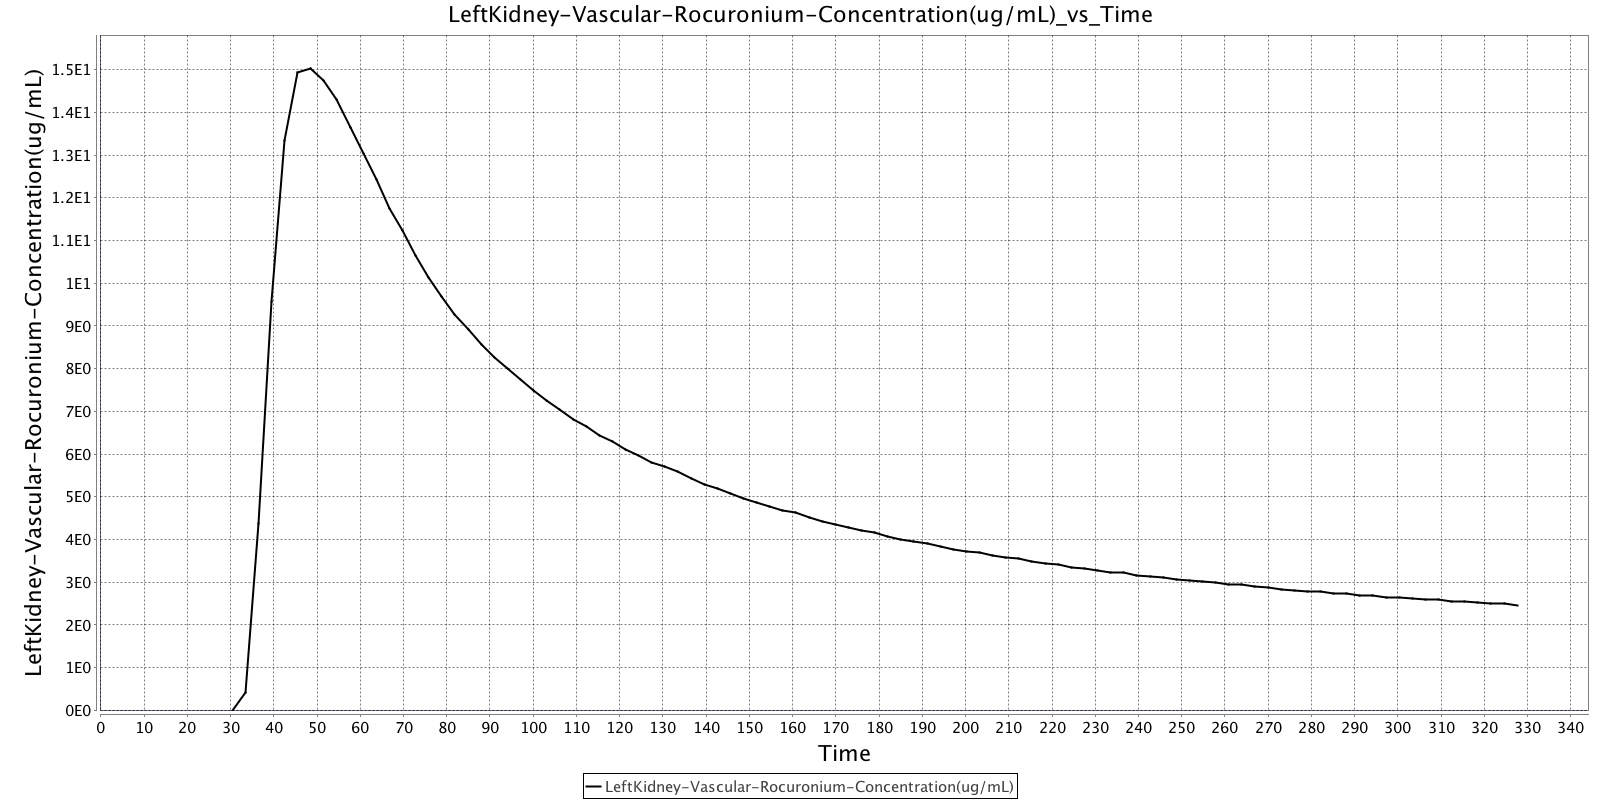 LeftKidney-Vascular-Rocuronium-Concentration(ug/mL)_vs_Time
LeftKidney-Vascular-Rocuronium-Concentration(ug/mL)
1.5E1
1.4E1
1.3E1
1.2E1
1.1E1
1E1
9E0
8E0
7E0
6E0
5E0
4E0
3E0
2E0
1E0
0E0
0 10 20 30 40 50 60 70 80 90 100 110 120 130 140 150 160 170 180 190 200 210 220 230 240 250 260 270 280 290 300 310 320 330 340
Time
LeftKidney-Vascular-Rocuronium-Concentration(ug/mL)